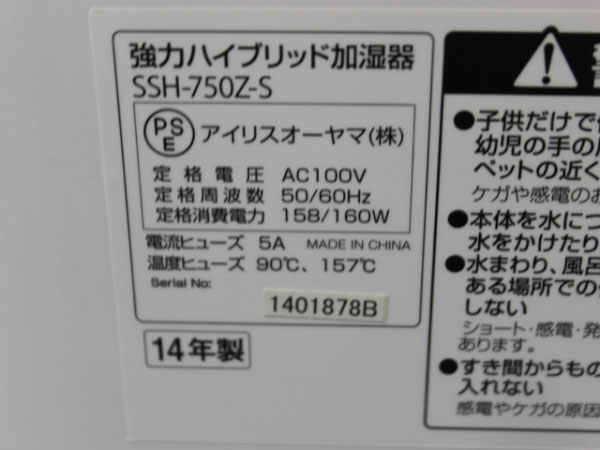 強力ハイブリッド加湿器
SSH-750Z-S
PSE アイリスオーヤマ(株)
定格電圧 AC100V
定格周波数 50/60Hz
定格消費電力 158/160W
電流ヒューズ 5A MADE IN CHINA
温度ヒューズ 90℃、157℃
Serial No:
1401878B
14年製
●子供だけで
幼児の手の
ペットの近く
ケガや感電のお
●本体を水につ
水をかけたり
●水まわり、風呂
ある場所での
しない
ショート・感電・発
あります。
●すき間からもの
入れない
感電やケガの原因